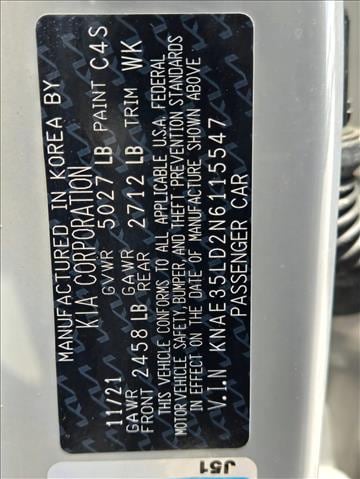 MANUFACTURED IN KOREA BY
KIA CORPORATION
11/21 GVWR 5027 LB PAINT C4S
GAWR FRONT 2458 LB GAWR REAR 2712 LB TRIM WK
THIS VEHICLE CONFORMS TO ALL APPLICABLE U.S.A. FEDERAL
MOTOR VEHICLE SAFETY, BUMPER, AND THEFT PREVENTION STANDARDS
IN EFFECT ON THE DATE OF MANUFACTURE SHOWN ABOVE
V.I.N KNAE35LD2N6115547
PASSENGER CAR
J51